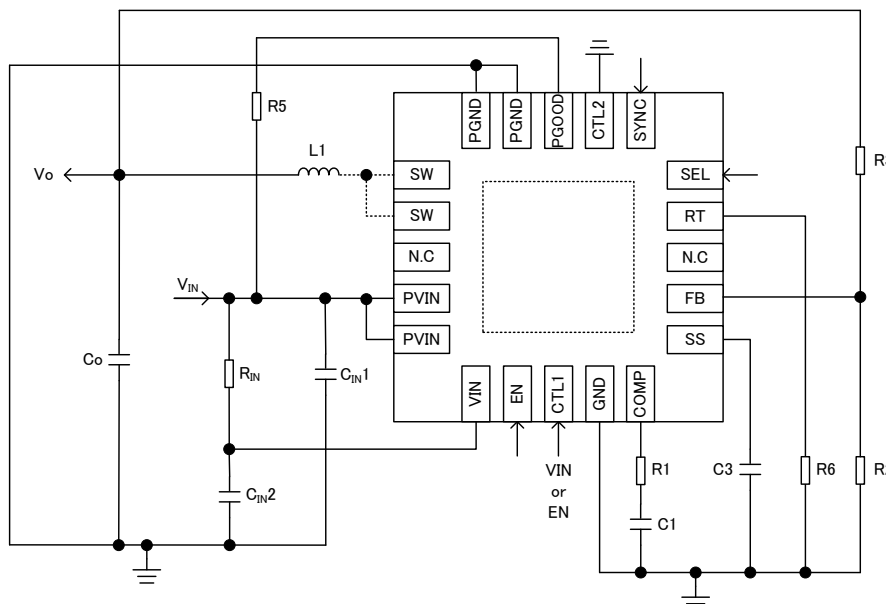 R5
PGND
PGND
PGOOD
CTL2
SYNC
L1
Vo
SW
SEL
SW
RT
N.C
N.C
VIN
PVIN
FB
PVIN
SS
Co
RIN
CIN1
VIN
EN
CTL1
GND
COMP
CIN2
VIN
or
EN
R1
C1
C3
R6